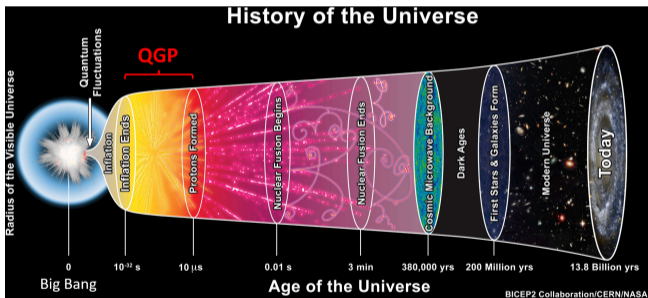 History of the Universe
QGP
Radius of the Visible Universe
Quantum
Fluctuations
Inflation
Inflation Ends
Protons Formed
Nuclear Fusion Begins
Nuclear Fusion Ends
Cosmic Microwave Background
Dark Ages
First Stars & Galaxies Form
Modern Universe
Today
0
10⁻³² s
10 μs
0.01 s
3 min
380,000 yrs
200 Million yrs
13.8 Billion yrs
Big Bang
Age of the Universe
BICEP2 Collaboration/CERN/NASA